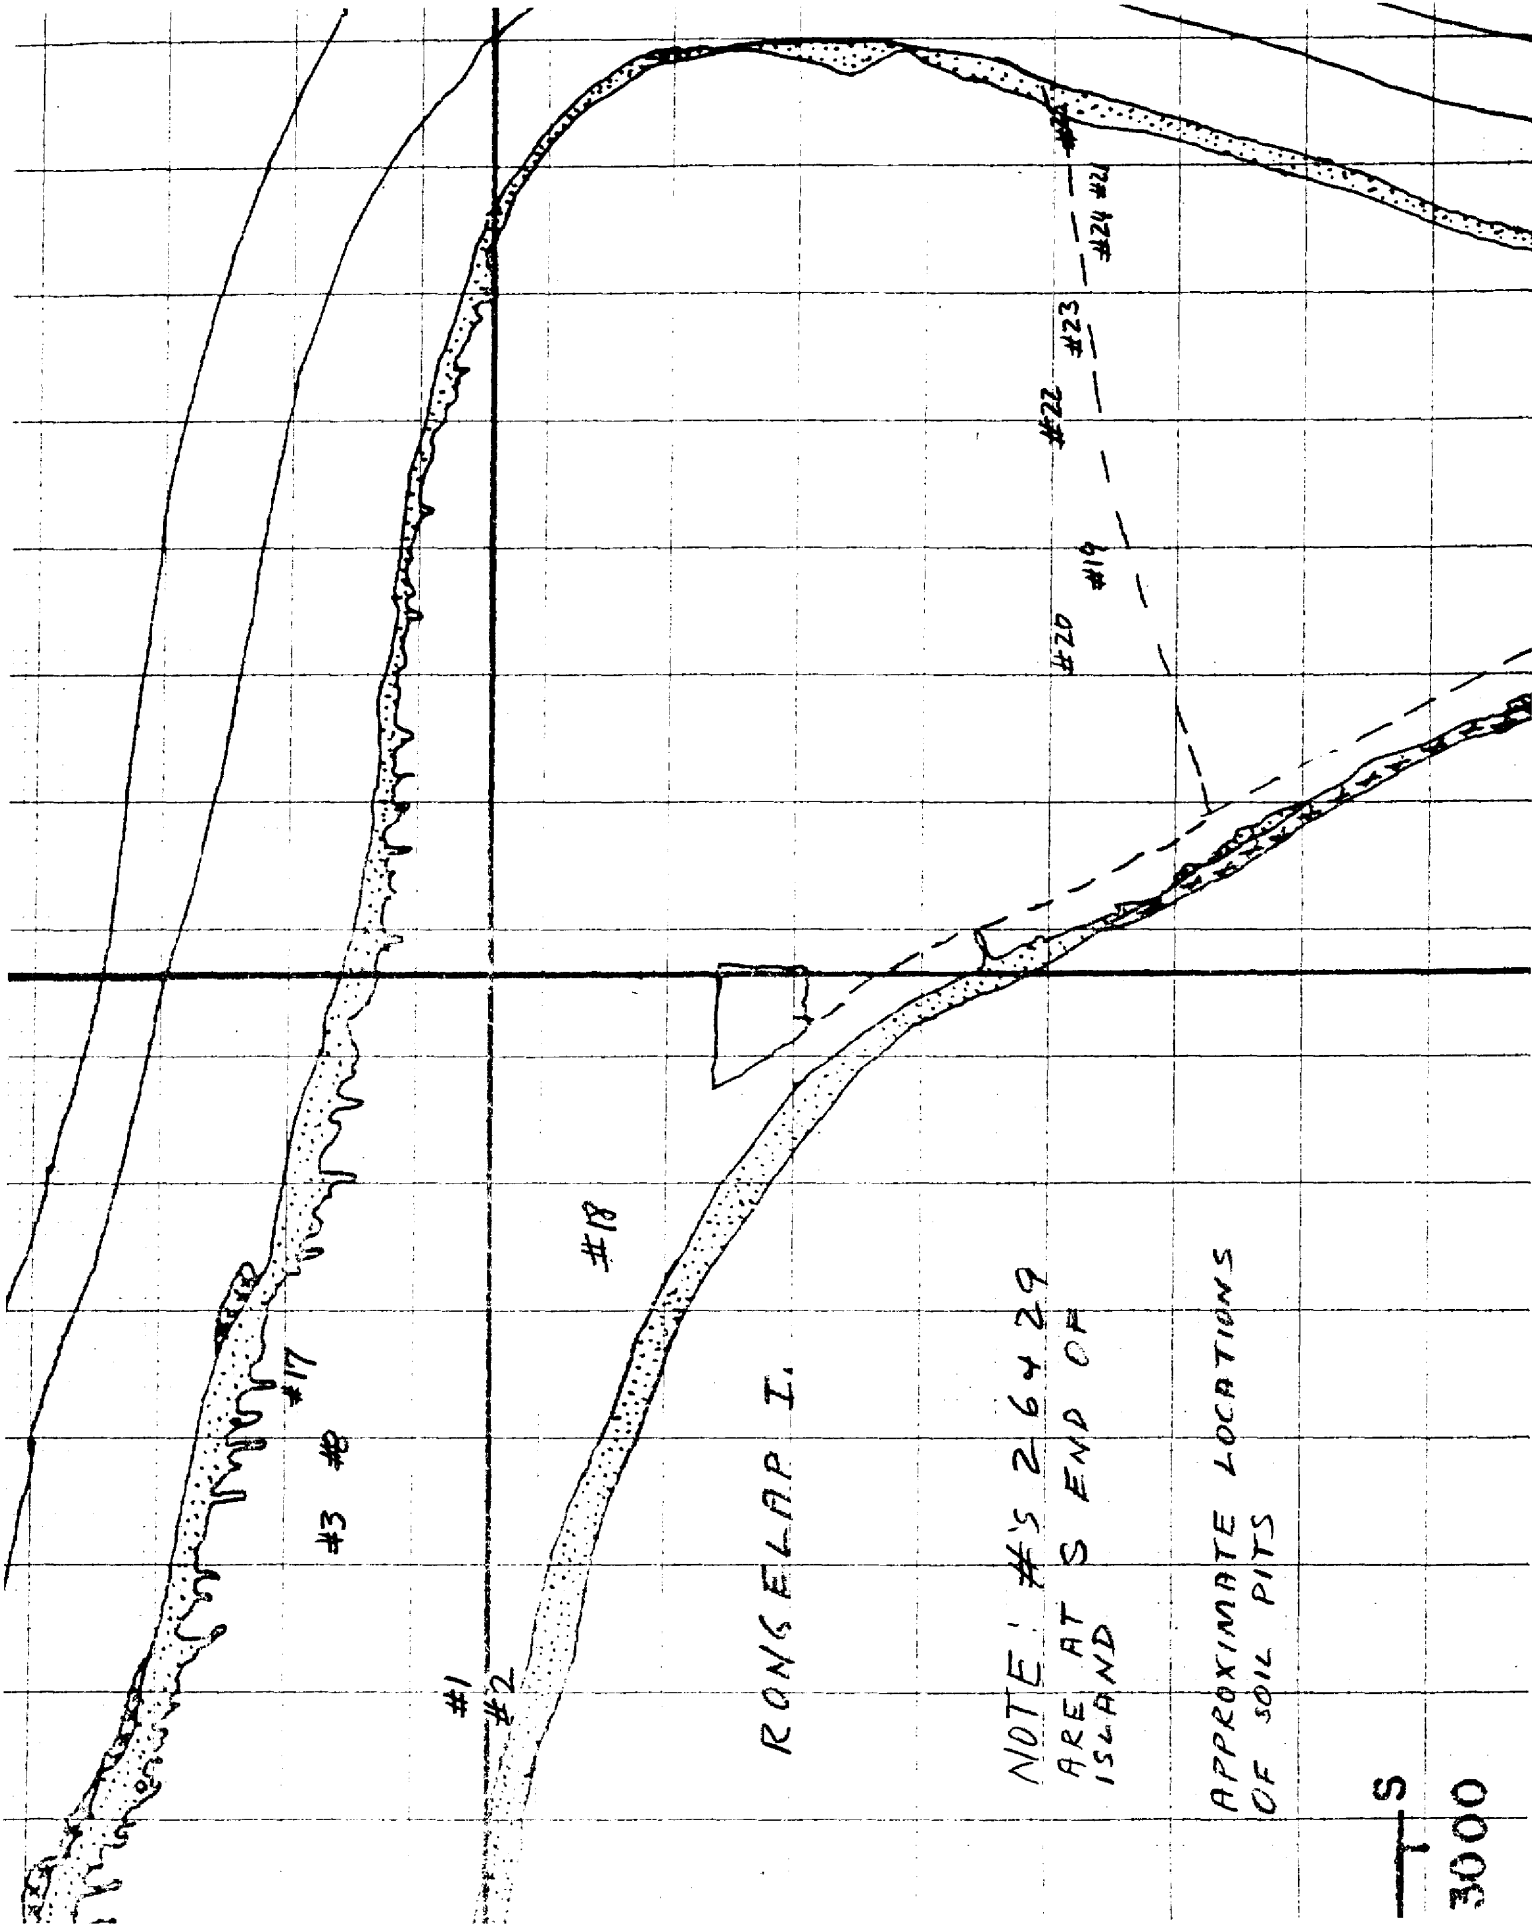 #1
#2
#3
#8
#17
#18
#20
#19
#22
#23
#24
#21
RONGELAP I.
NOTE: #'S 26 & 29
ARE AT S END OF
ISLAND
APPROXIMATE LOCATIONS
OF SOIL PITS
S
3000